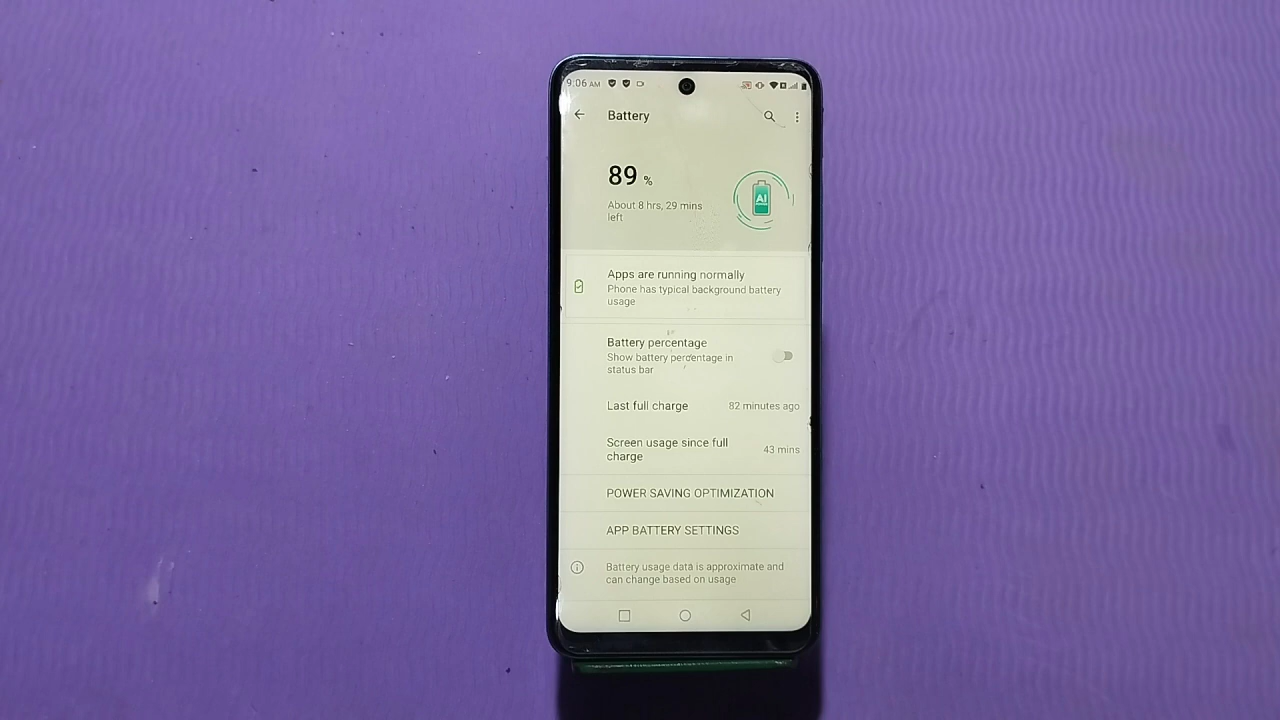 9:06 AM
Battery
89 %
About 8 hrs, 29 mins
left
AI
Apps are running normally
Phone has typical background battery
usage
Battery percentage
Show battery percentage in
status bar
Last full charge 82 minutes ago
Screen usage since full
charge 43 mins
POWER SAVING OPTIMIZATION
APP BATTERY SETTINGS
Battery usage data is approximate and
can change based on usage